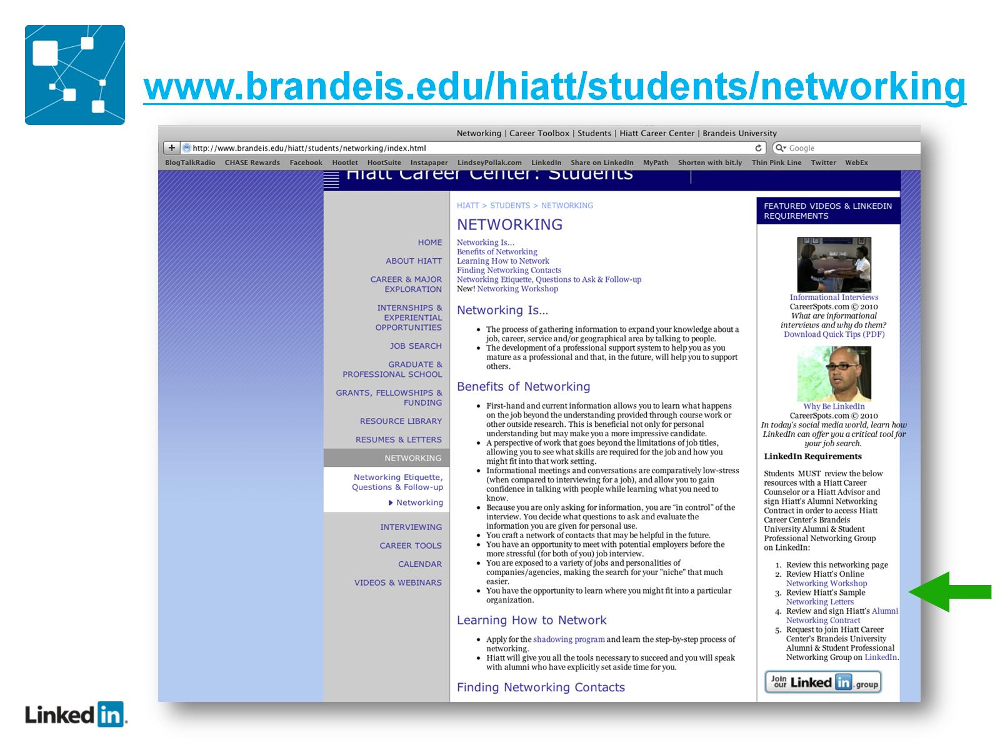 www.brandeis.edu/hiatt/students/networking
Networking | Career Toolbox | Students | Hiatt Career Center | Brandeis University
+ http://www.brandeis.edu/hiatt/students/networking/index.html
Google
BlogTalkRadio CHASE Rewards Facebook Hootlet HootSuite Instapaper LindseyPollak.com LinkedIn Share on LinkedIn MyPath Shorten with bit.ly Thin Pink Line Twitter WebEx
Hiatt Career Center: Students
HOME
ABOUT HIATT
CAREER & MAJOR
EXPLORATION
INTERNSHIPS &
EXPERIENTIAL
OPPORTUNITIES
JOB SEARCH
GRADUATE &
PROFESSIONAL SCHOOL
GRANTS, FELLOWSHIPS &
FUNDING
RESOURCE LIBRARY
RESUMES & LETTERS
NETWORKING
Networking Etiquette,
Questions & Follow-up
Networking
INTERVIEWING
CAREER TOOLS
CALENDAR
VIDEOS & WEBINARS
HIATT > STUDENTS > NETWORKING
NETWORKING
Networking Is...
Benefits of Networking
Learning How to Network
Finding Networking Contacts
Networking Etiquette, Questions to Ask & Follow-up
New! Networking Workshop
Networking Is...
• The process of gathering information to expand your knowledge about a
job, career, service and/or geographical area by talking to people.
• The development of a professional support system to help you as you
mature as a professional and that, in the future, will help you to support
others.
Benefits of Networking
• First-hand and current information allows you to learn what happens
on the job beyond the understanding provided through course work or
other outside research. This is beneficial not only for personal
understanding but may make you a more impressive candidate.
• A perspective of work that goes beyond the limitations of job titles,
allowing you to see what skills are required for the job and how you
might fit into that work setting.
• Informational meetings and conversations are comparatively low-stress
(when compared to interviewing for a job), and allow you to gain
confidence in talking with people while learning what you need to
know.
• Because you are only asking for information, you are "in control" of the
interview. You decide what questions to ask and evaluate the
information you are given for personal use.
• You craft a network of contacts that may be helpful in the future.
• You have an opportunity to meet with potential employers before the
more stressful (for both of you) job interview.
• You are exposed to a variety of jobs and personalities of
companies/agencies, making the search for your "niche" that much
easier.
• You have the opportunity to learn where you might fit into a particular
organization.
Learning How to Network
• Apply for the shadowing program and learn the step-by-step process of
networking.
• Hiatt will give you all the tools necessary to succeed and you will speak
with alumni who have explicitly set aside time for you.
Finding Networking Contacts
FEATURED VIDEOS & LINKEDIN
REQUIREMENTS
Informational Interviews
CareerSpots.com © 2010
What are informational
interviews and why do them?
Download Quick Tips (PDF)
Why Be LinkedIn
CareerSpots.com © 2010
In today's social media world, learn how
LinkedIn can offer you a critical tool for
your job search.
LinkedIn Requirements
Students MUST review the below
resources with a Hiatt Career
Counselor or a Hiatt Advisor and
sign Hiatt's Alumni Networking
Contract in order to access Hiatt
Career Center's Brandeis
University Alumni & Student
Professional Networking Group
on LinkedIn:
1. Review this networking page
2. Review Hiatt's Online
Networking Workshop
3. Review Hiatt's Sample
Networking Letters
4. Review and sign Hiatt's Alumni
Networking Contract
5. Request to join Hiatt Career
Center's Brandeis University
Alumni & Student Professional
Networking Group on LinkedIn.
Join our Linked in. group
Linked in.